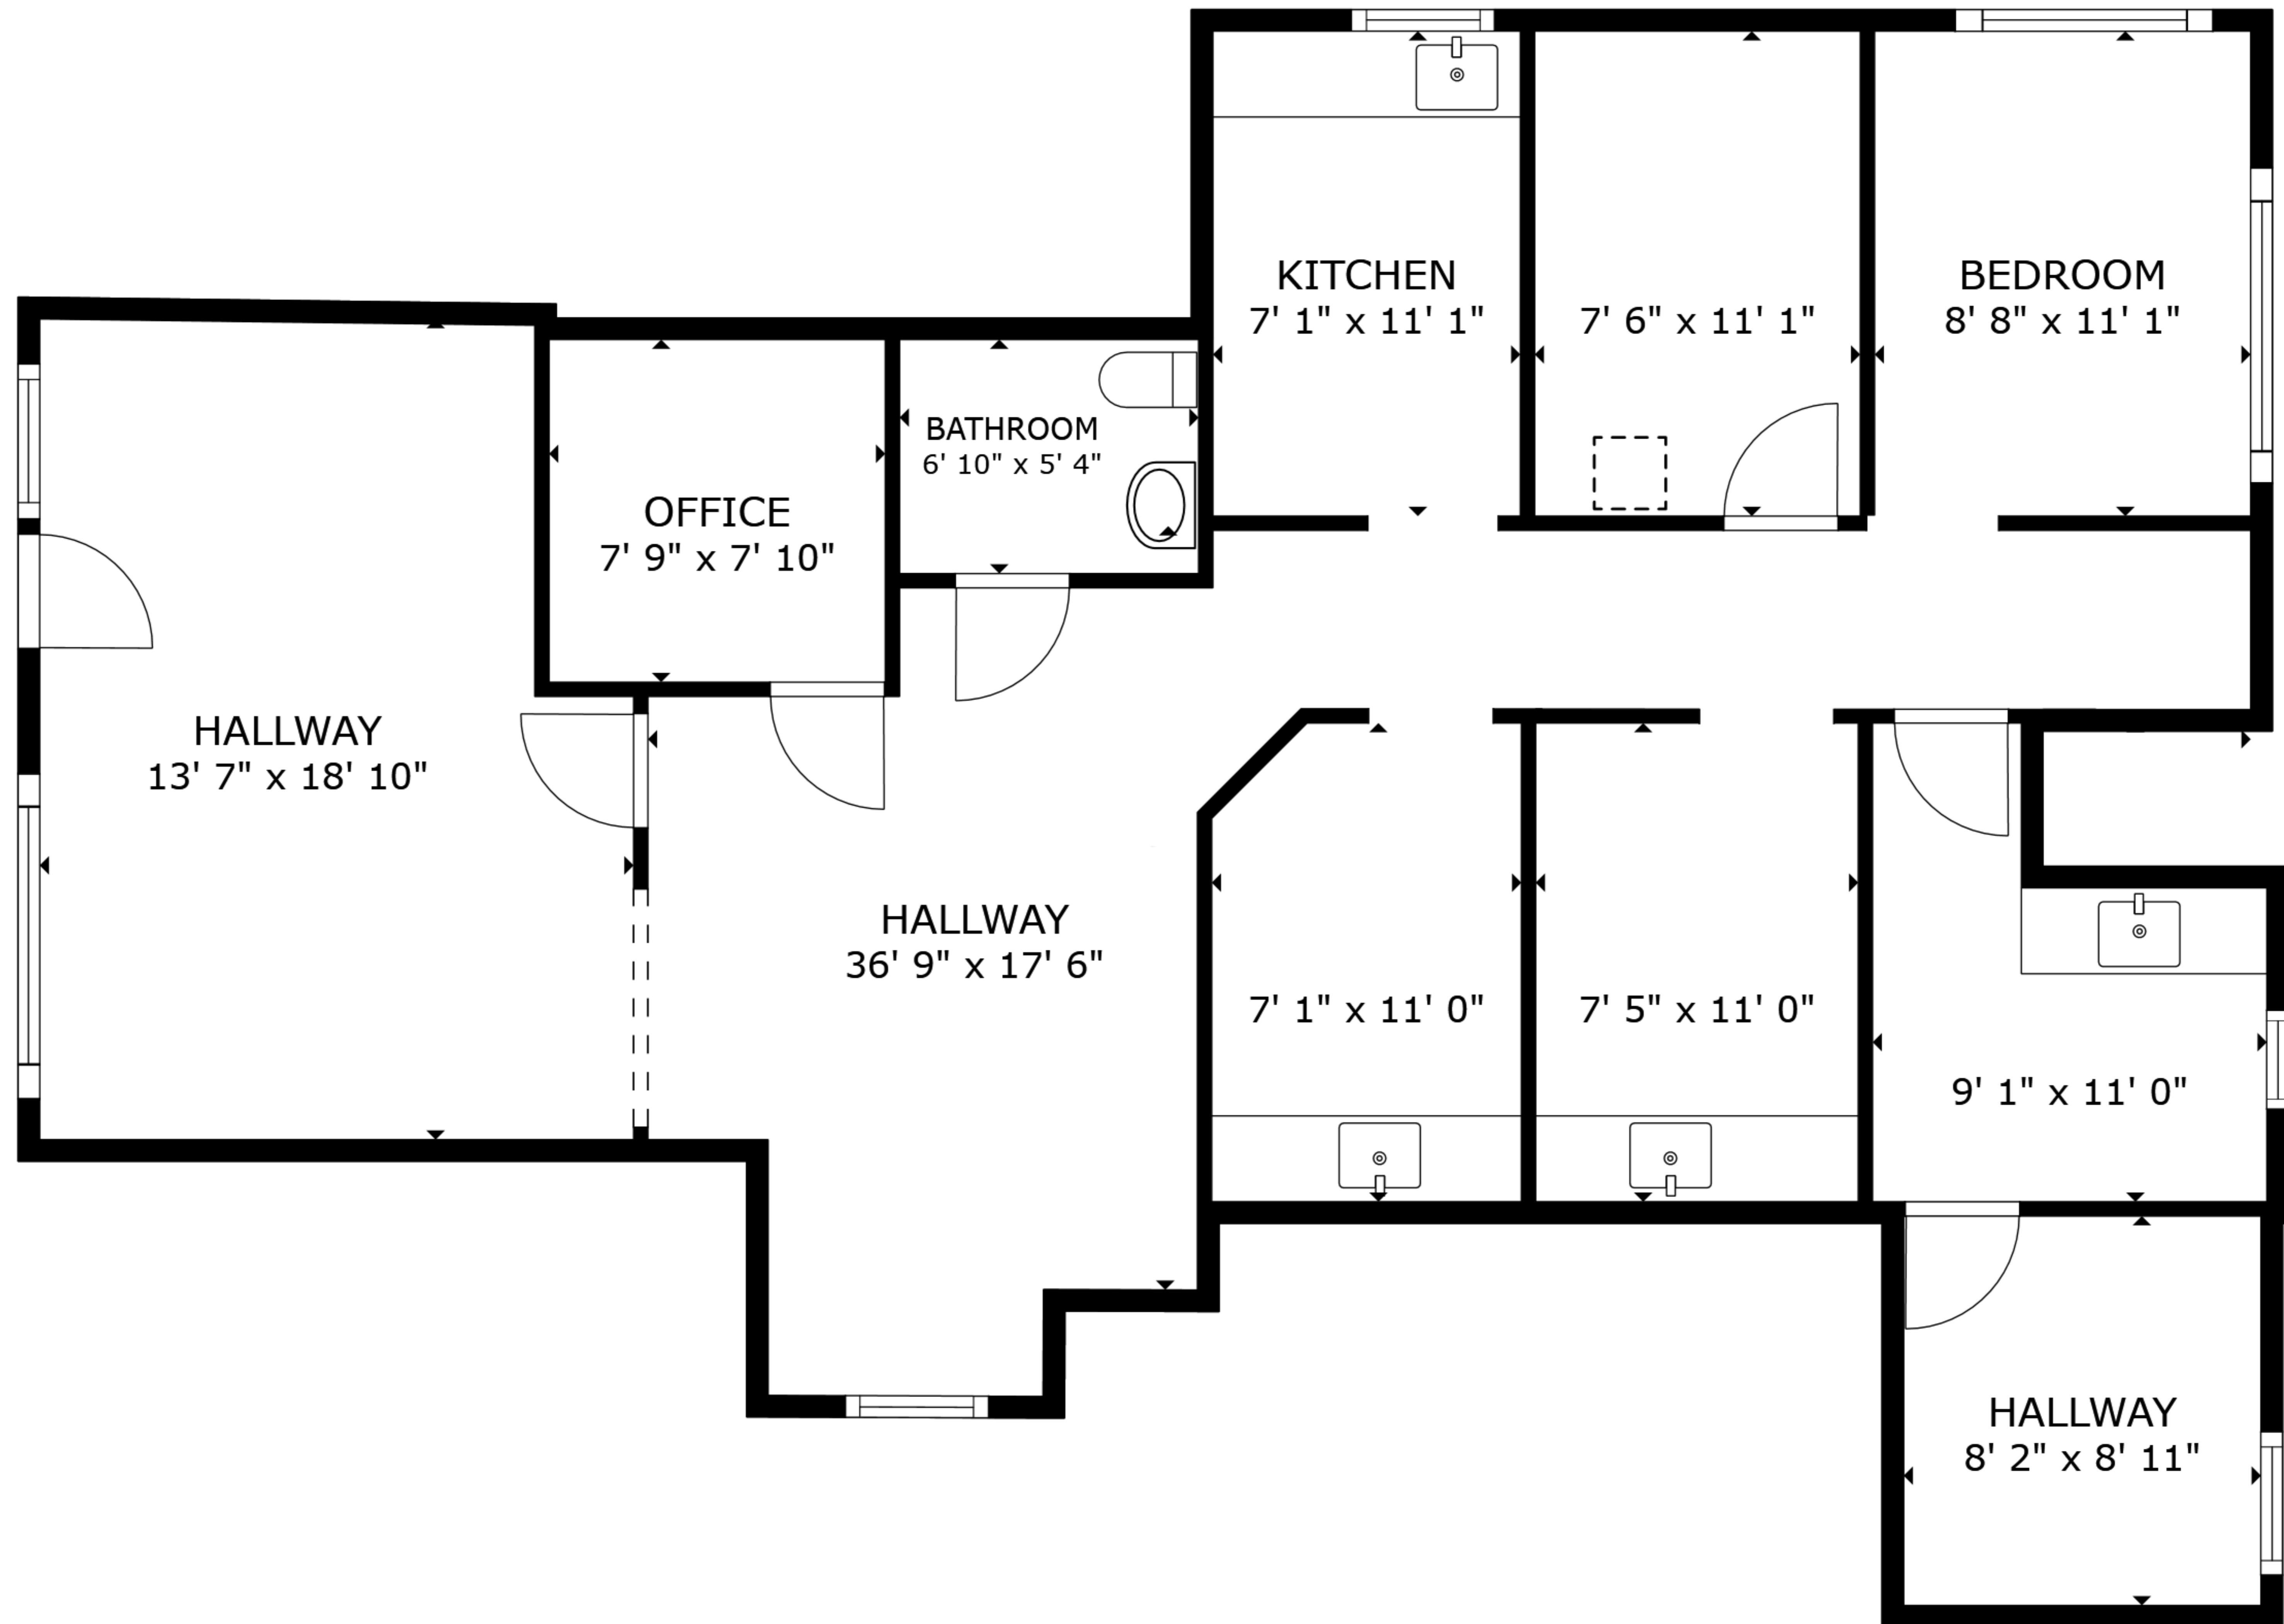 KITCHEN
7' 1" x 11' 1"
7' 6" x 11' 1"
BEDROOM
8' 8" x 11' 1"
BATHROOM
6' 10" x 5' 4"
OFFICE
7' 9" x 7' 10"
HALLWAY
13' 7" x 18' 10"
HALLWAY
36' 9" x 17' 6"
7' 1" x 11' 0"
7' 5" x 11' 0"
9' 1" x 11' 0"
HALLWAY
8' 2" x 8' 11"